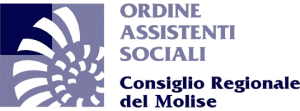 ORDINE
ASSISTENTI
SOCIALI
Consiglio Regionale
del Molise